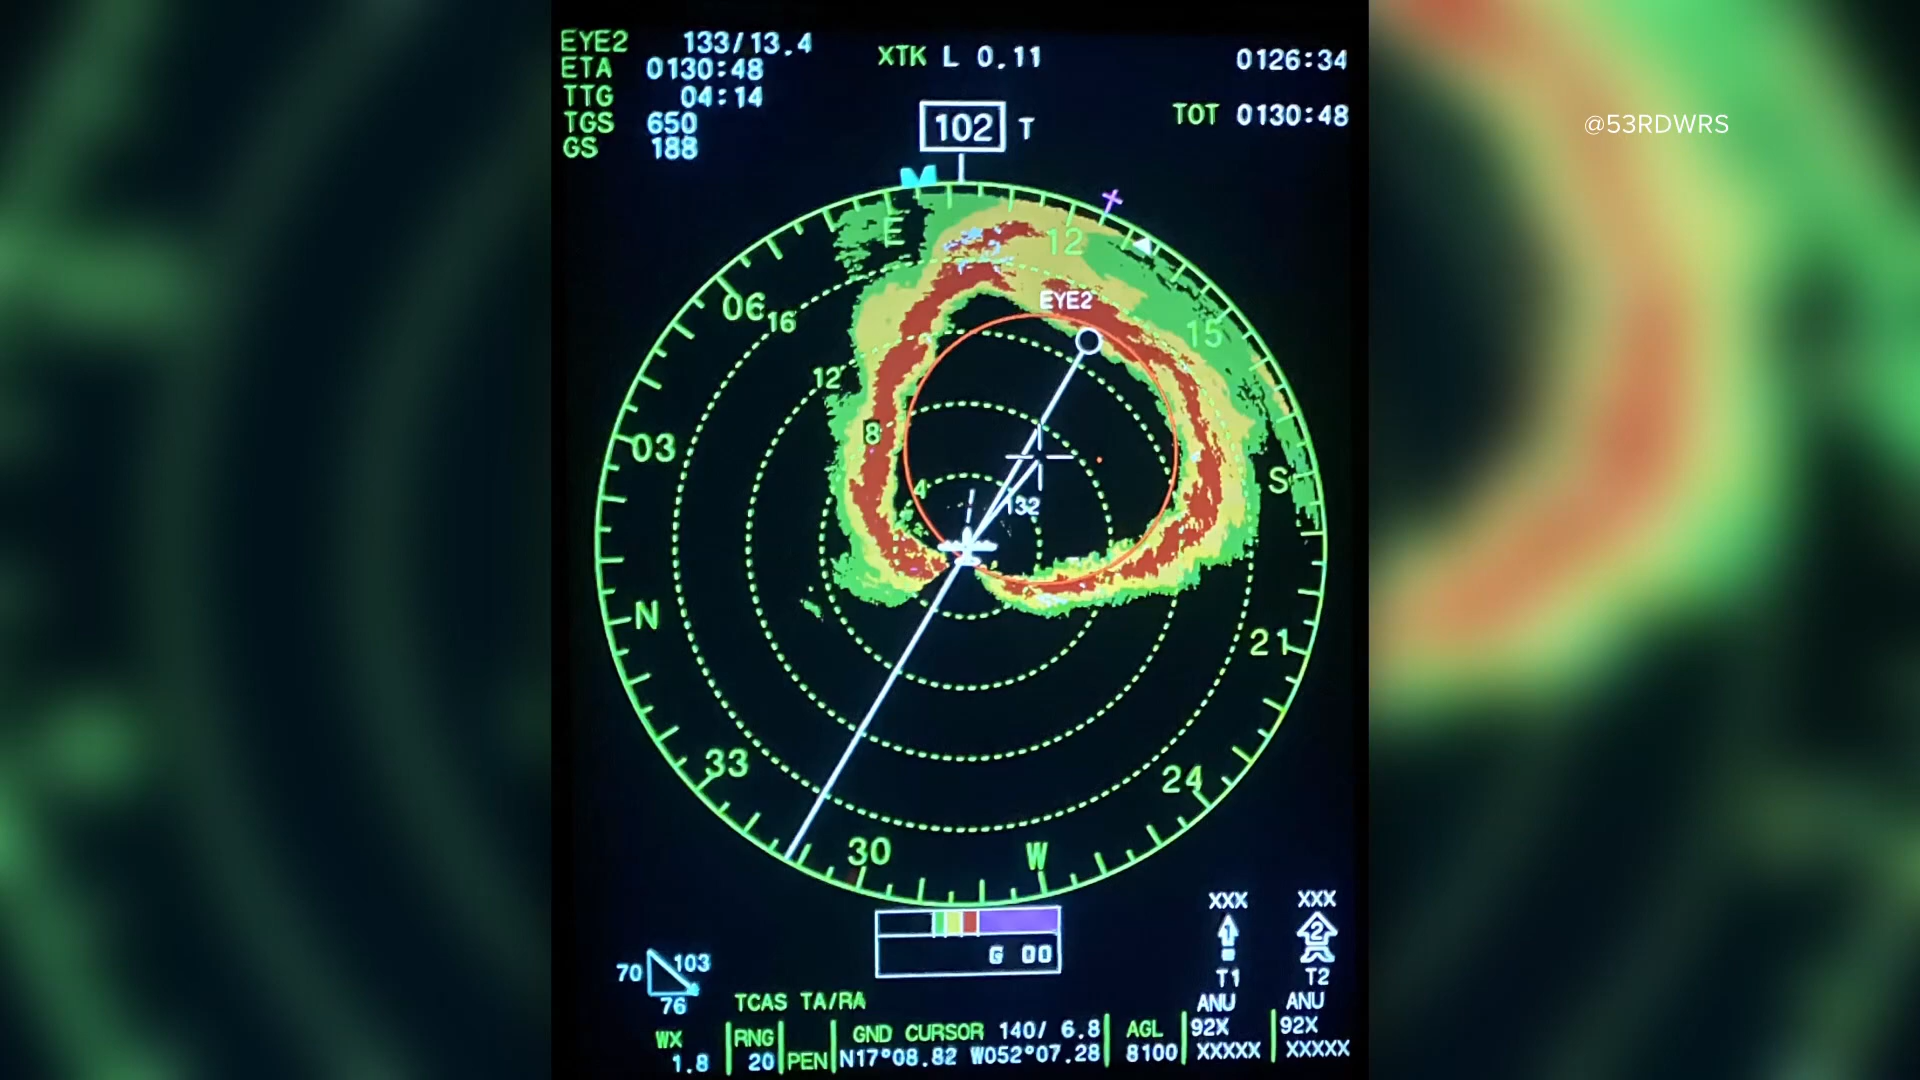 EYE2 133/13.4
ETA 0130:48
TTG 04:14
TGS 650
GS 188
XTK L 0.11
0126:34
TOT 0130:48
102 T
@53RDWRS
E
12
EYE2
06
16
15
12
03
8
S
4
132
N
21
33
24
30
W
G 00
XXX XXX
1 2
T1 T2
ANU ANU
92X 92X
XXXXX XXXXX
70 103
76
TCAS TA/RA
WX
1.8
RNG
20
PEN
GND CURSOR 140/ 6.8
N17°08.82 W052°07.28
AGL
8100